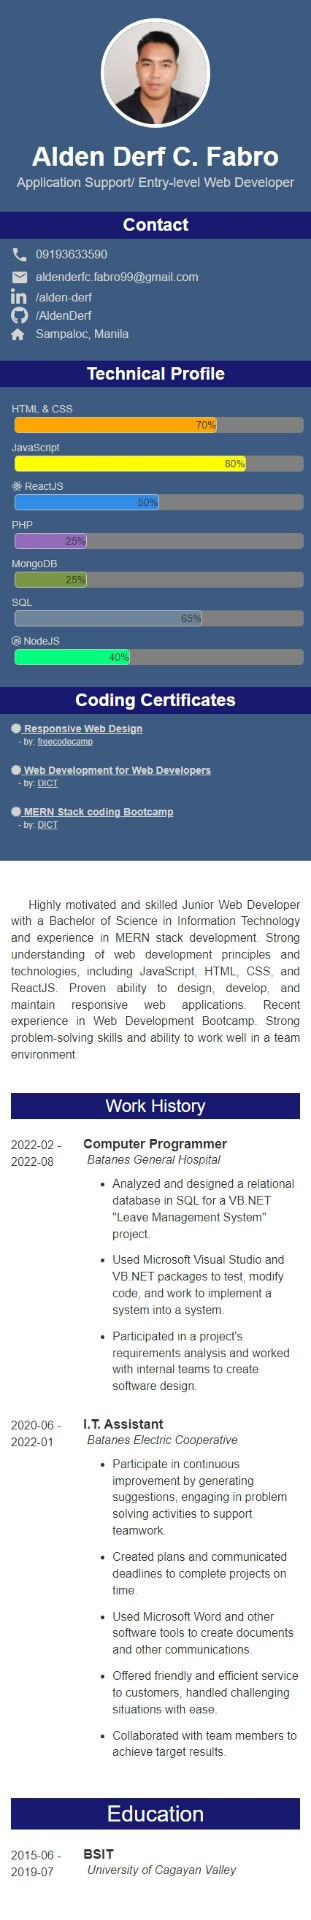 Alden Derf C. Fabro
Application Support/ Entry-level Web Developer
Contact
09193633590
aldenderfc.fabro99@gmail.com
/alden-derf
/AldenDerf
Sampaloc, Manila
Technical Profile
HTML & CSS
70%
JavaScript
80%
ReactJS
50%
PHP
25%
MongoDB
25%
SQL
65%
NodeJS
40%
Coding Certificates
Responsive Web Design
- by: freecodecamp
Web Development for Web Developers
- by: DICT
MERN Stack coding Bootcamp
- by: DICT
Highly motivated and skilled Junior Web Developer
with a Bachelor of Science in Information Technology
and experience in MERN stack development. Strong
understanding of web development principles and
technologies, including JavaScript, HTML, CSS, and
ReactJS. Proven ability to design, develop, and
maintain responsive web applications. Recent
experience in Web Development Bootcamp. Strong
problem-solving skills and ability to work well in a team
environment.
Work History
2022-02 -
2022-08
Computer Programmer
Batanes General Hospital
• Analyzed and designed a relational
database in SQL for a VB.NET
"Leave Management System"
project.
• Used Microsoft Visual Studio and
VB.NET packages to test, modify
code, and work to implement a
system into a system.
• Participated in a project's
requirements analysis and worked
with internal teams to create
software design.
2020-06 -
2022-01
I.T. Assistant
Batanes Electric Cooperative
• Participate in continuous
improvement by generating
suggestions, engaging in problem
solving activities to support
teamwork.
• Created plans and communicated
deadlines to complete projects on
time.
• Used Microsoft Word and other
software tools to create documents
and other communications.
• Offered friendly and efficient service
to customers, handled challenging
situations with ease.
• Collaborated with team members to
achieve target results.
Education
2015-06 -
2019-07
BSIT
University of Cagayan Valley